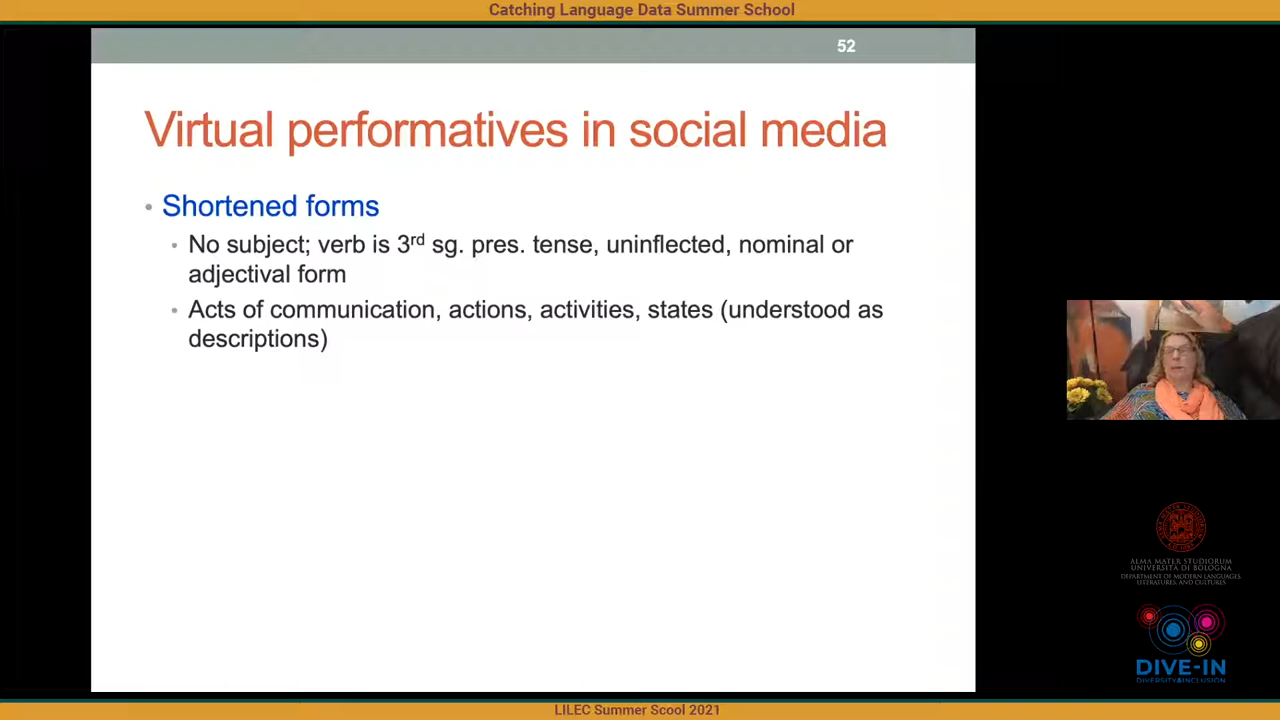 Catching Language Data Summer School
52
Virtual performatives in social media
• Shortened forms
• No subject; verb is 3rd sg. pres. tense, uninflected, nominal or
adjectival form
• Acts of communication, actions, activities, states (understood as
descriptions)
ALMA MATER STUDIORUM
UNIVERSITÀ DI BOLOGNA
DEPARTMENT OF MODERN LANGUAGES,
LITERATURES, AND CULTURES
DIVE-IN
DIVERSITY&INCLUSION
LILEC Summer Scool 2021